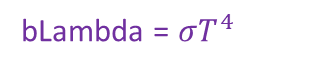 bLambda = σT⁴